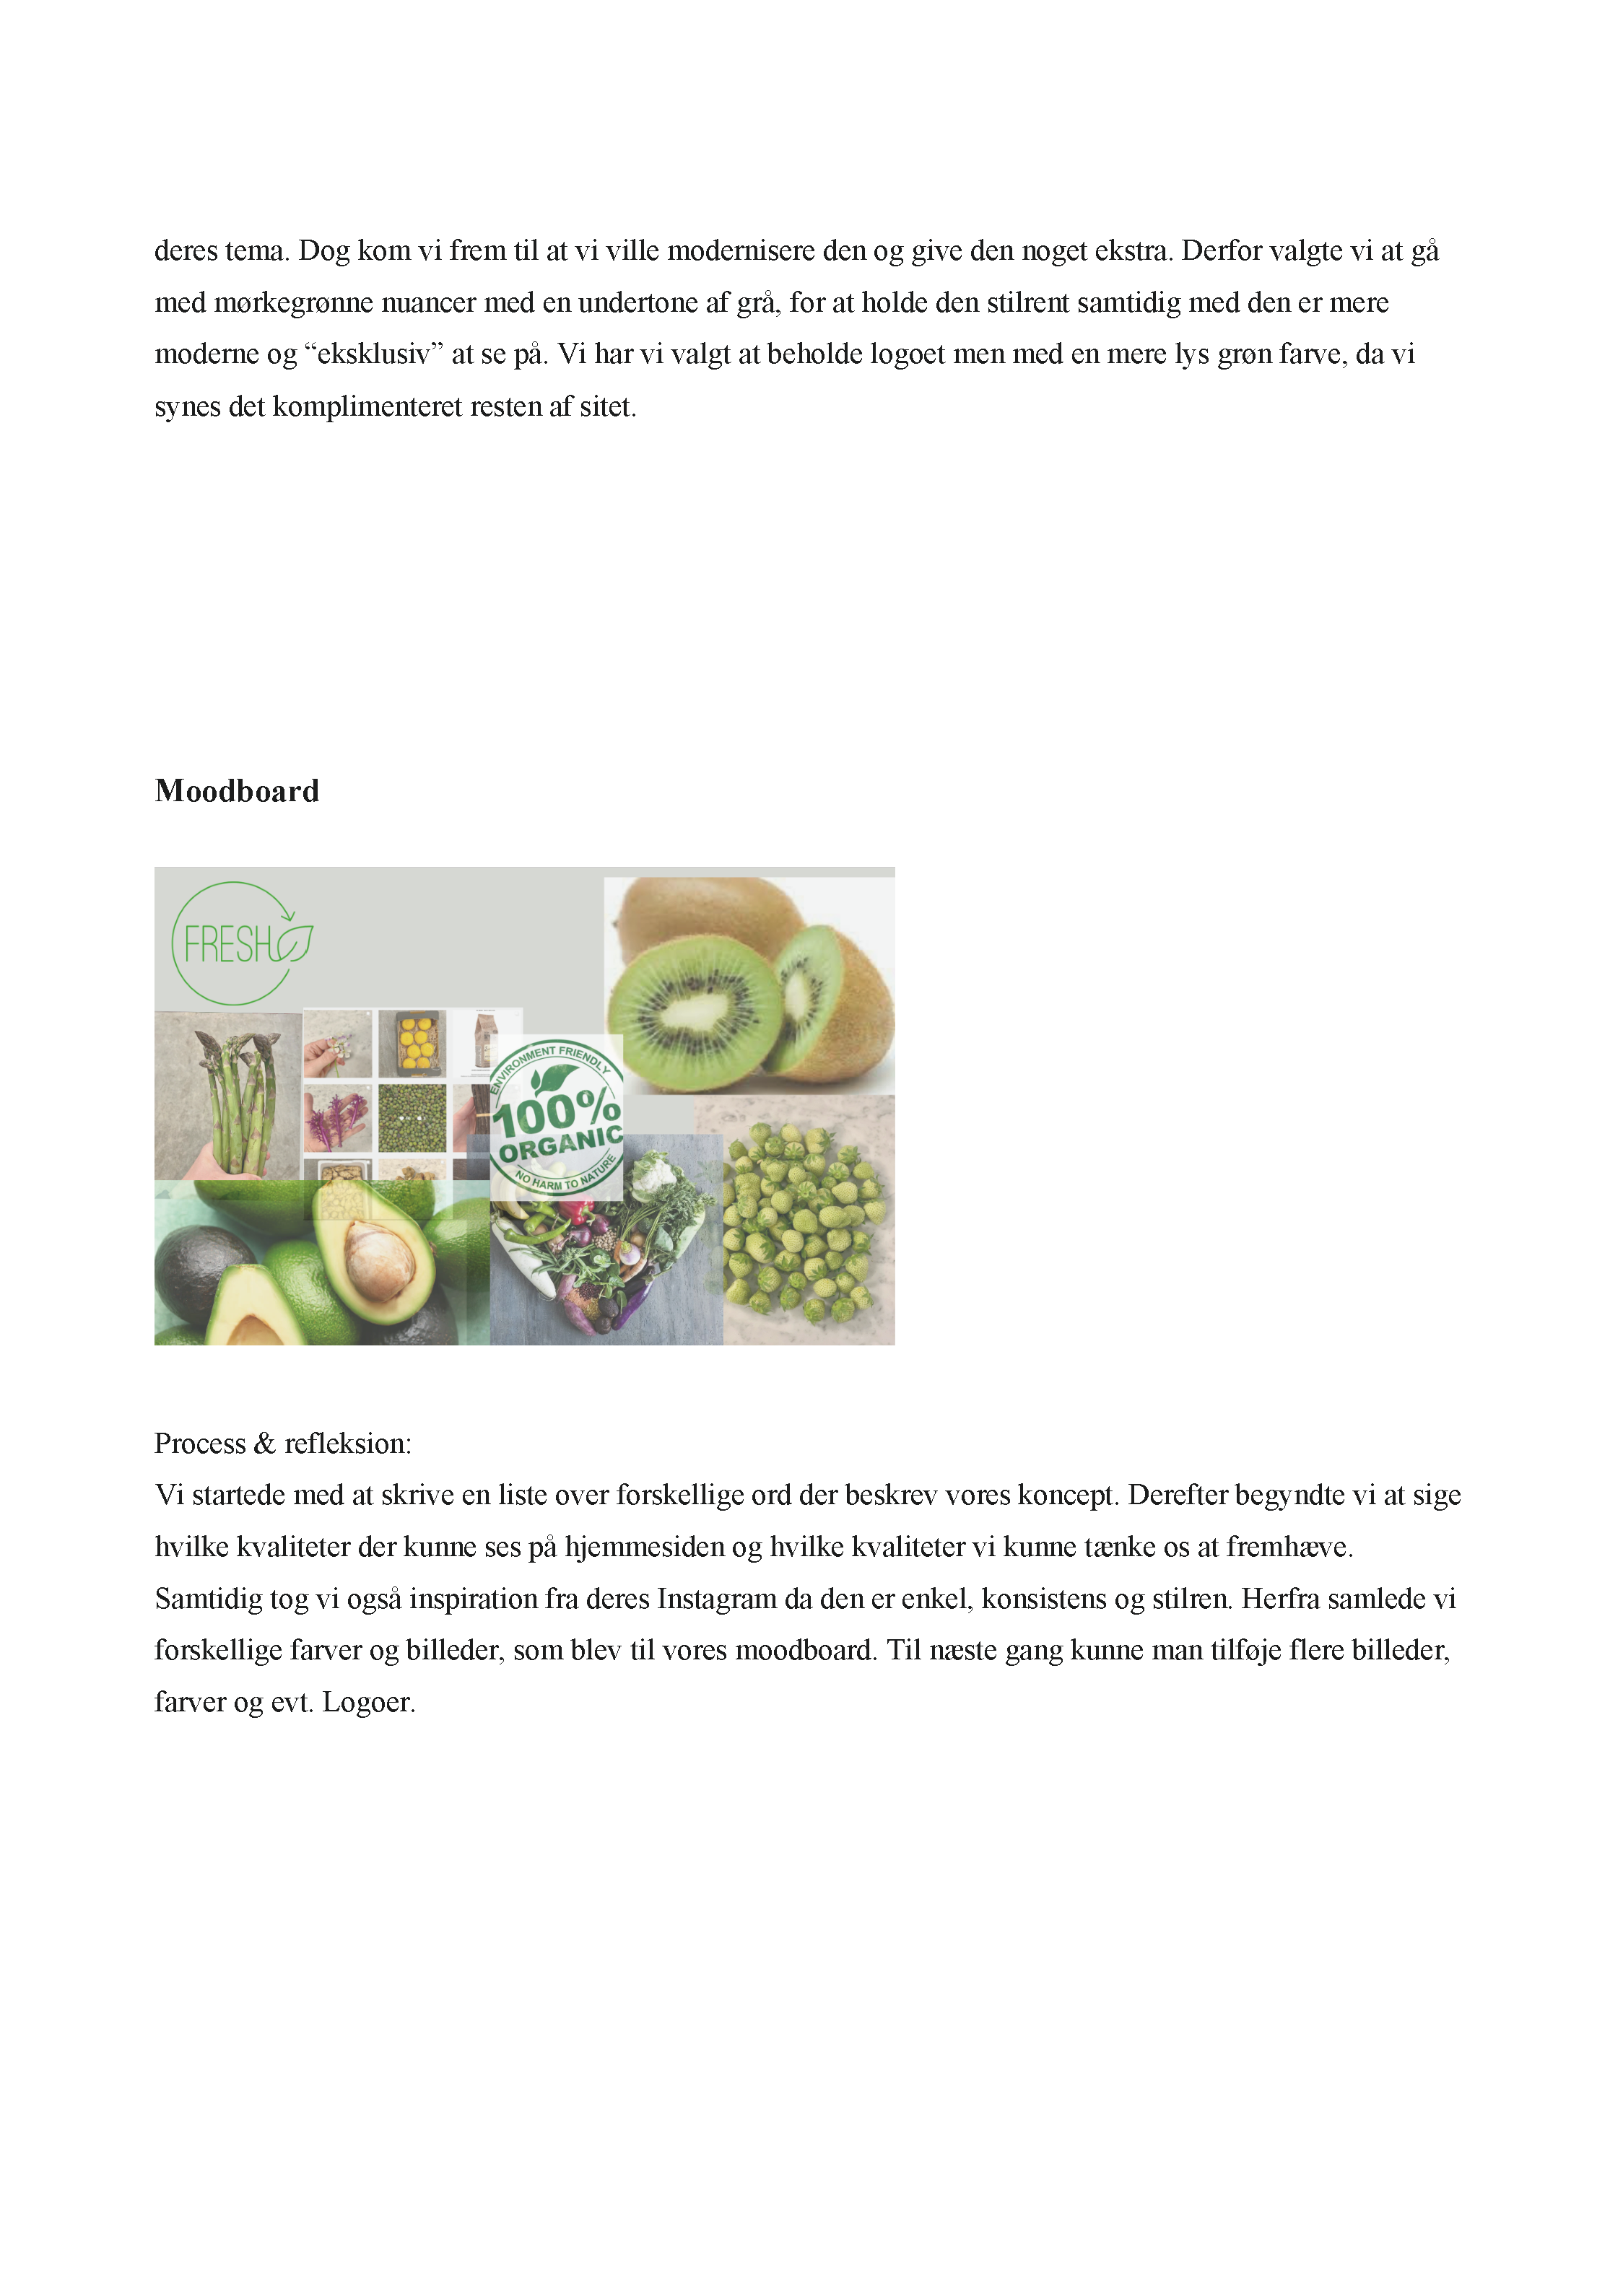 deres tema. Dog kom vi frem til at vi ville modernisere den og give den noget ekstra. Derfor valgte vi at gå
med mørkegrønne nuancer med en undertone af grå, for at holde den stilrent samtidig med den er mere
moderne og “eksklusiv” at se på. Vi har vi valgt at beholde logoet men med en mere lys grøn farve, da vi
synes det komplimenteret resten af sitet.
Moodboard
FRESH
ENVIRONMENT FRIENDLY
100%
ORGANIC
NO HARM TO NATURE
Process & refleksion:
Vi startede med at skrive en liste over forskellige ord der beskrev vores koncept. Derefter begyndte vi at sige
hvilke kvaliteter der kunne ses på hjemmesiden og hvilke kvaliteter vi kunne tænke os at fremhæve.
Samtidig tog vi også inspiration fra deres Instagram da den er enkel, konsistens og stilren. Herfra samlede vi
forskellige farver og billeder, som blev til vores moodboard. Til næste gang kunne man tilføje flere billeder,
farver og evt. Logoer.